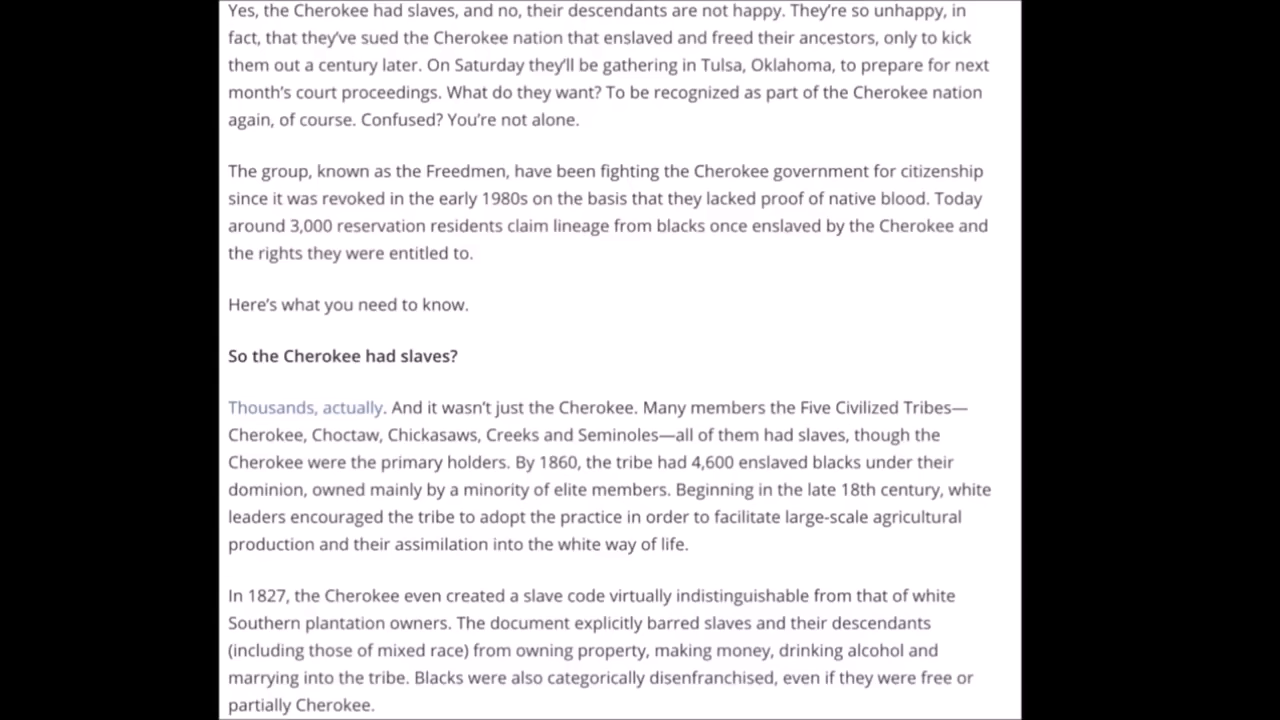 Yes, the Cherokee had slaves, and no, their descendants are not happy. They’re so unhappy, in
fact, that they’ve sued the Cherokee nation that enslaved and freed their ancestors, only to kick
them out a century later. On Saturday they’ll be gathering in Tulsa, Oklahoma, to prepare for next
month’s court proceedings. What do they want? To be recognized as part of the Cherokee nation
again, of course. Confused? You’re not alone.
The group, known as the Freedmen, have been fighting the Cherokee government for citizenship
since it was revoked in the early 1980s on the basis that they lacked proof of native blood. Today
around 3,000 reservation residents claim lineage from blacks once enslaved by the Cherokee and
the rights they were entitled to.
Here’s what you need to know.
So the Cherokee had slaves?
Thousands, actually. And it wasn’t just the Cherokee. Many members the Five Civilized Tribes—
Cherokee, Choctaw, Chickasaws, Creeks and Seminoles—all of them had slaves, though the
Cherokee were the primary holders. By 1860, the tribe had 4,600 enslaved blacks under their
dominion, owned mainly by a minority of elite members. Beginning in the late 18th century, white
leaders encouraged the tribe to adopt the practice in order to facilitate large-scale agricultural
production and their assimilation into the white way of life.
In 1827, the Cherokee even created a slave code virtually indistinguishable from that of white
Southern plantation owners. The document explicitly barred slaves and their descendants
(including those of mixed race) from owning property, making money, drinking alcohol and
marrying into the tribe. Blacks were also categorically disenfranchised, even if they were free or
partially Cherokee.